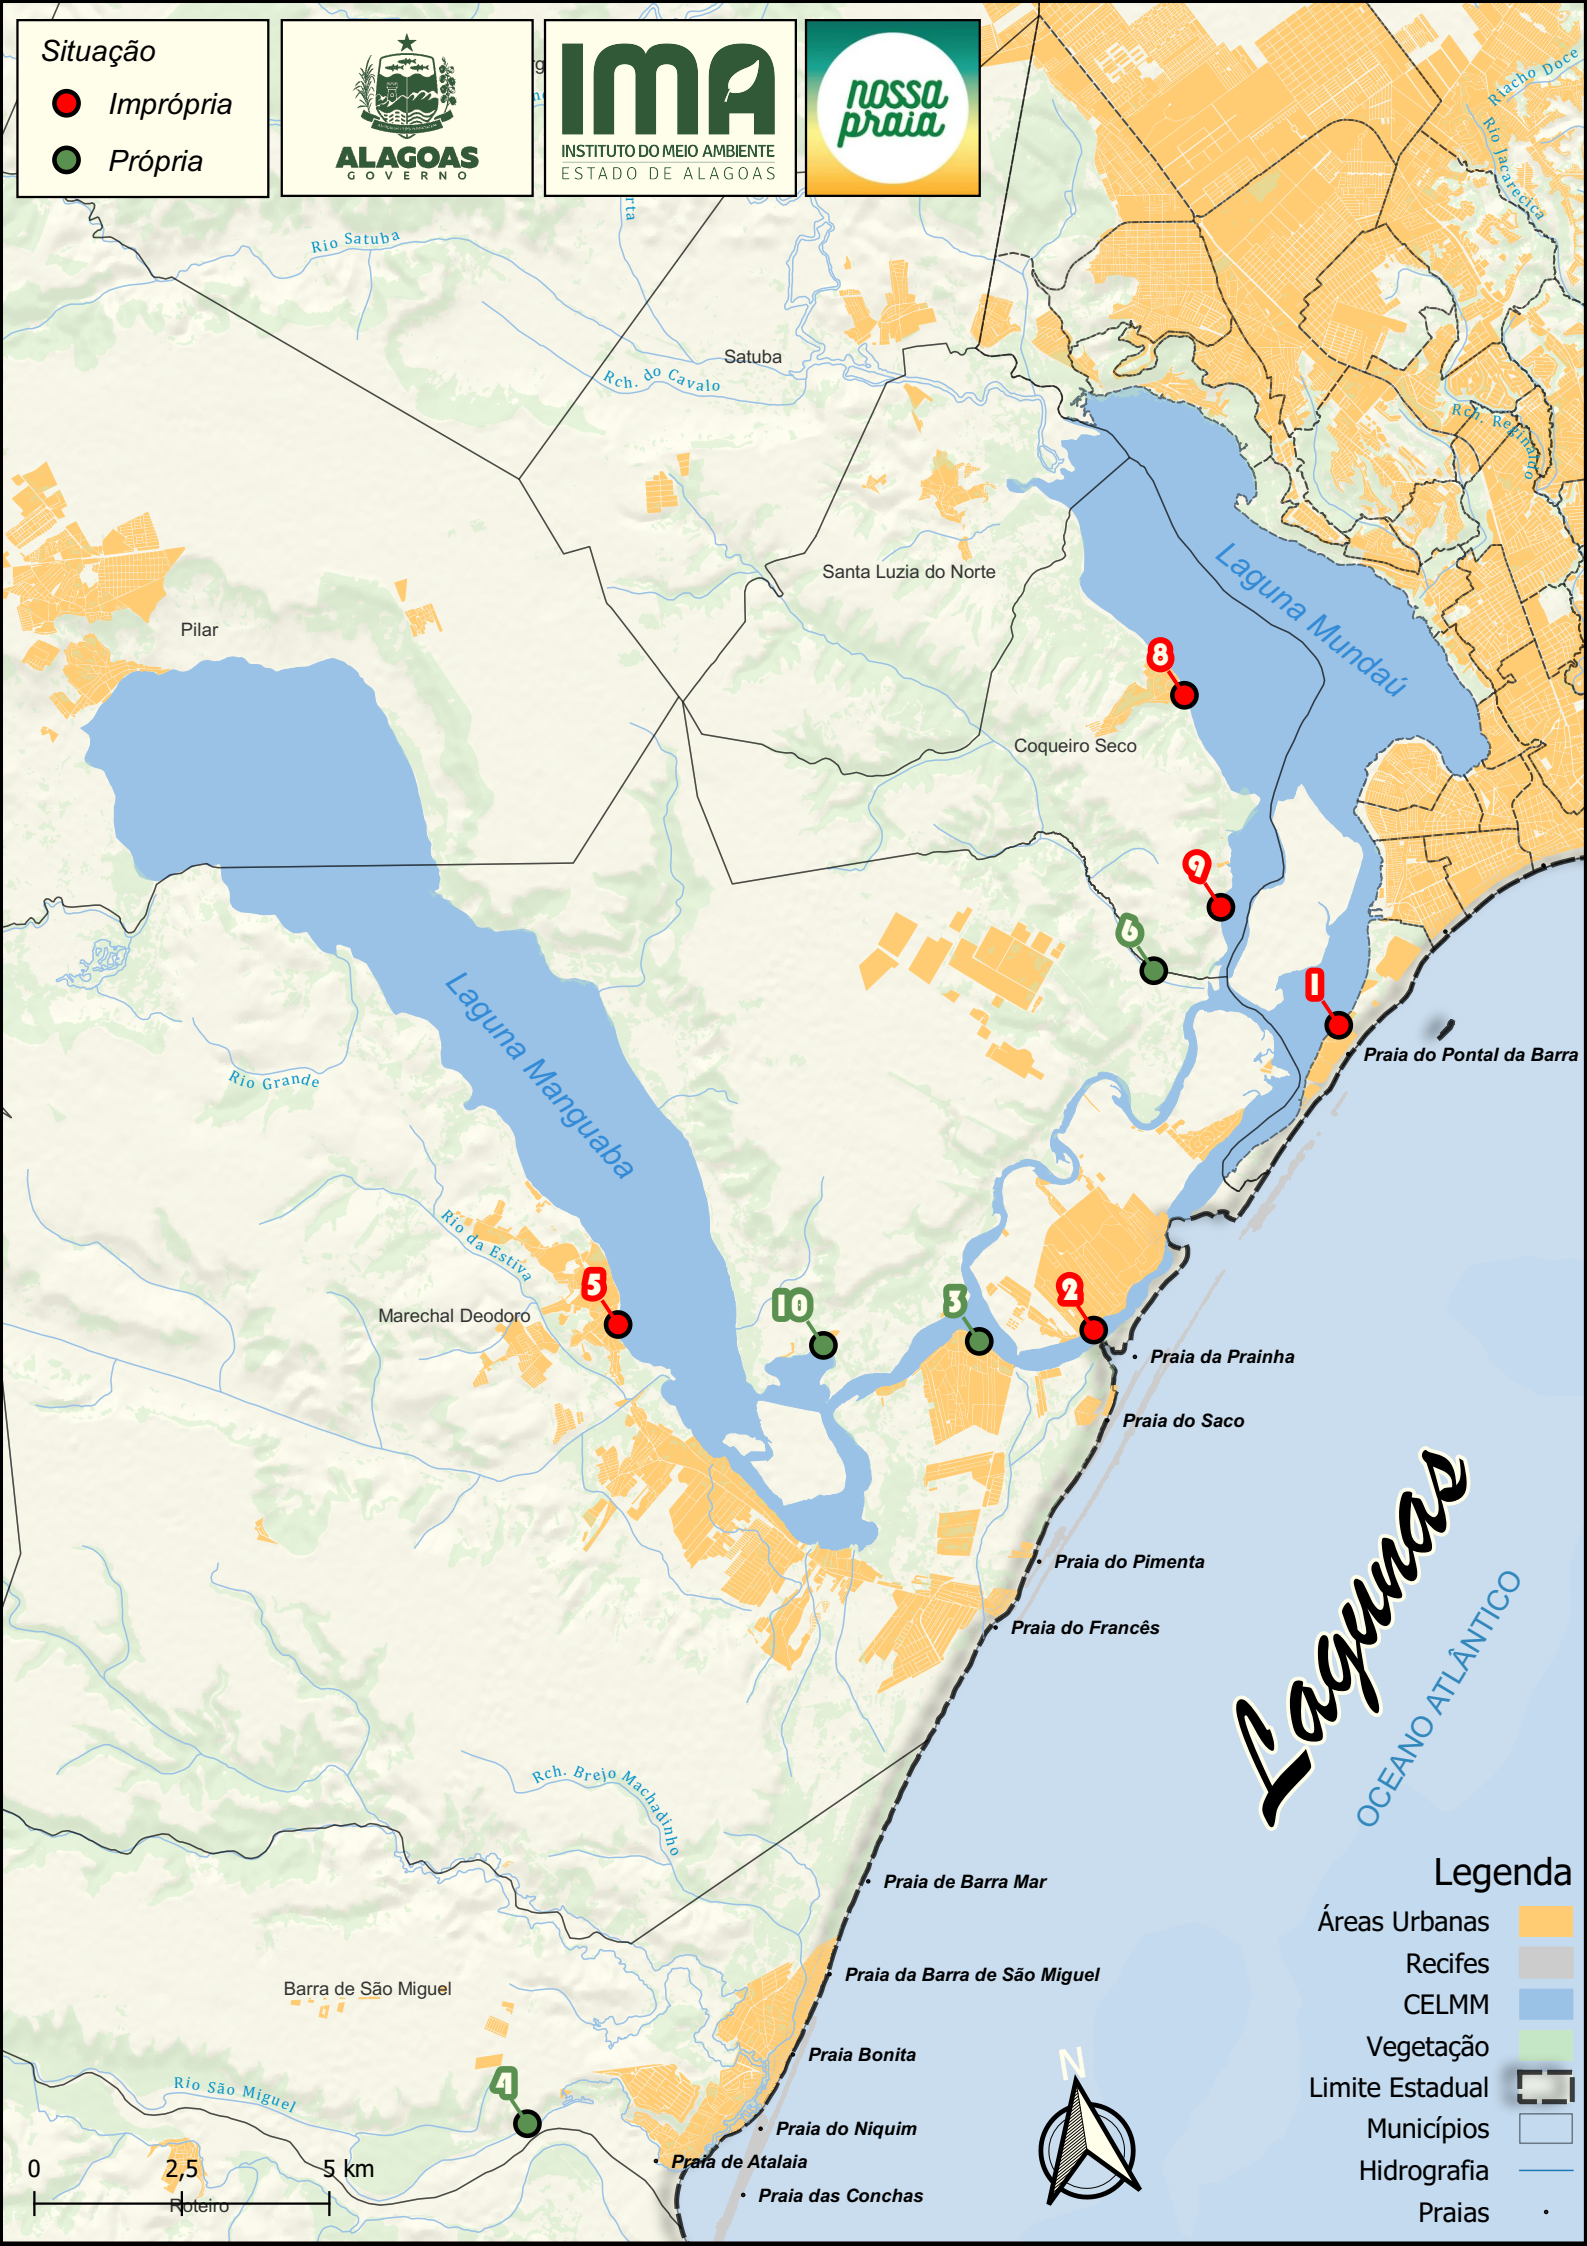 Situação
Imprópria
Própria
ALAGOAS
GOVERNO
IMA
INSTITUTO DO MEIO AMBIENTE
ESTADO DE ALAGOAS
nossa
praia
Riacho Doce
Rio Jacarecica
Rio Satuba
Satuba
Rch. do Cavalo
Rch. Reginaldo
Santa Luzia do Norte
Laguna Mundaú
Pilar
8
Coqueiro Seco
9
6
1
Laguna Manguaba
Praia do Pontal da Barra
Rio Grande
Rio da Estiva
5
Marechal Deodoro
10
3
2
Praia da Prainha
Praia do Saco
Praia do Pimenta
Praia do Francês
Lagunas
OCEANO ATLÂNTICO
Rch. Brejo Machadinho
Praia de Barra Mar
Praia da Barra de São Miguel
Barra de São Miguel
Praia Bonita
Rio São Miguel
4
Praia do Niquim
Praia de Atalaia
Praia das Conchas
Roteiro
0 2,5 5 km
N
Legenda
Áreas Urbanas
Recifes
CELMM
Vegetação
Limite Estadual
Municípios
Hidrografia
Praias